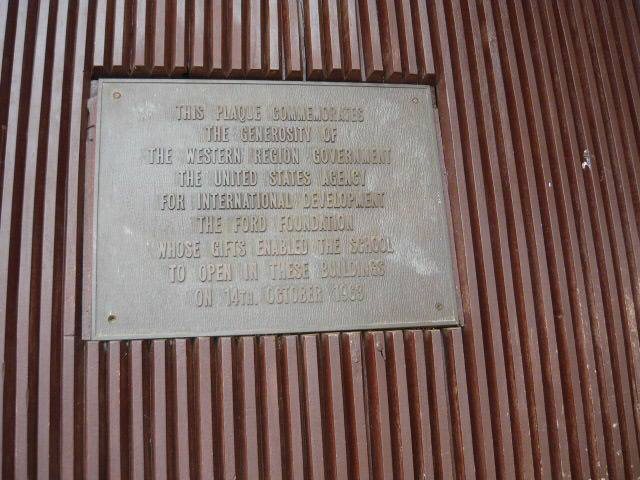 THIS PLAQUE COMMEMORATES
THE GENEROSITY OF
THE WESTERN REGION GOVERNMENT
THE UNITED STATES AGENCY
FOR INTERNATIONAL DEVELOPMENT
THE FORD FOUNDATION
WHOSE GIFTS ENABLED THE SCHOOL
TO OPEN IN THESE BUILDINGS
ON 14TH. OCTOBER 1963